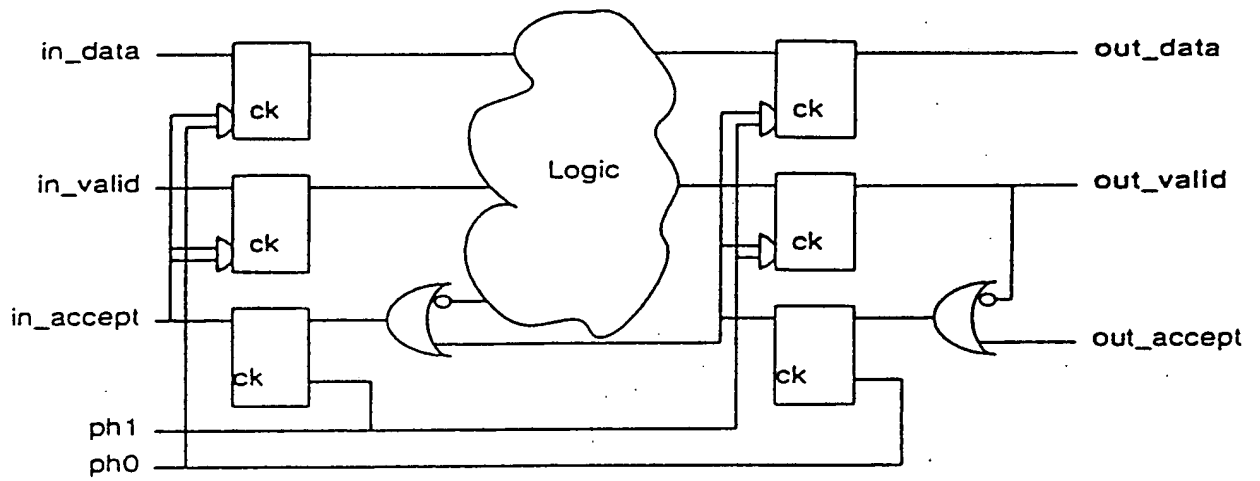 in_data
ck
ck
out_data
in_valid
ck
Logic
ck
out_valid
in_accept
ck
ck
out_accept
ph1
ph0